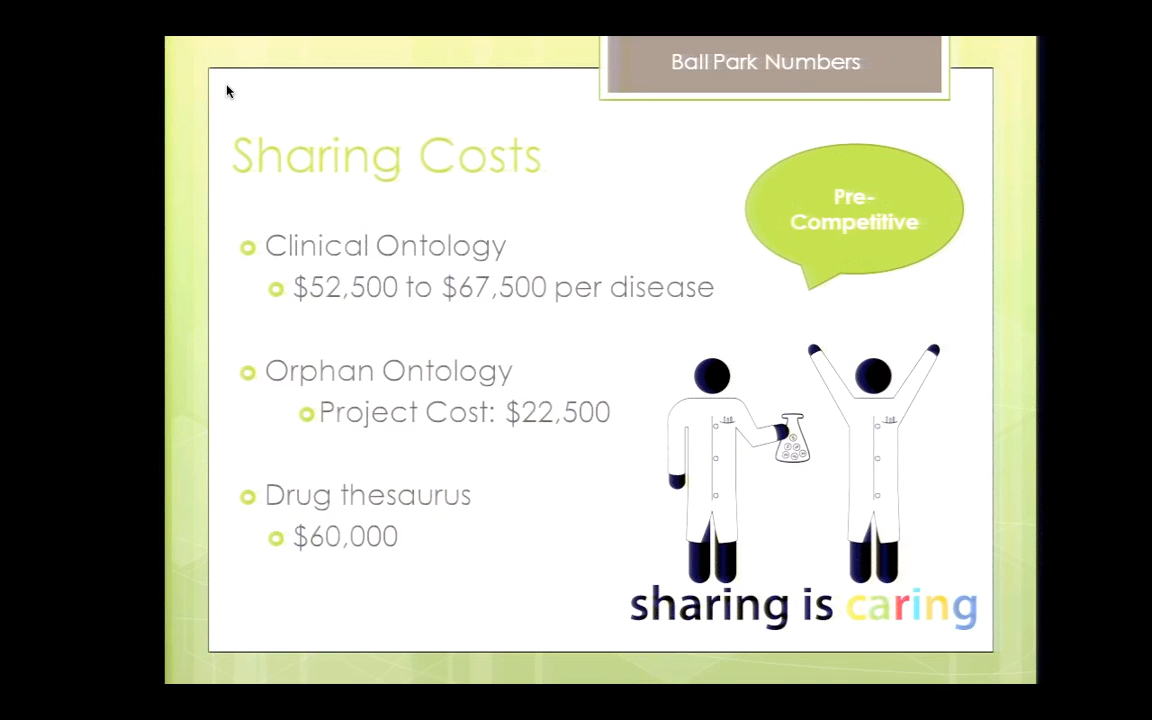 Ball Park Numbers
Sharing Costs
Pre-
Competitive
Clinical Ontology
$52,500 to $67,500 per disease
Orphan Ontology
Project Cost: $22,500
Drug thesaurus
$60,000
sharing is caring